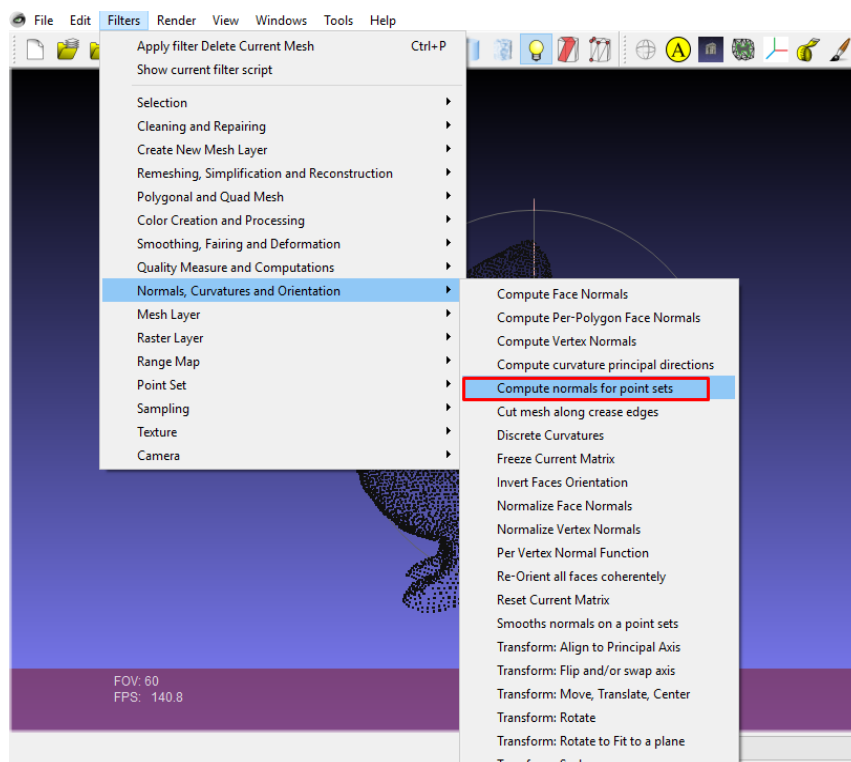 File Edit Filters Render View Windows Tools Help
Apply filter Delete Current Mesh Ctrl+P
Show current filter script
A
Selection
Cleaning and Repairing
Create New Mesh Layer
Remeshing, Simplification and Reconstruction
Polygonal and Quad Mesh
Color Creation and Processing
Smoothing, Fairing and Deformation
Quality Measure and Computations
Normals, Curvatures and Orientation
Mesh Layer
Raster Layer
Range Map
Point Set
Sampling
Texture
Camera
Compute Face Normals
Compute Per-Polygon Face Normals
Compute Vertex Normals
Compute curvature principal directions
Compute normals for point sets
Cut mesh along crease edges
Discrete Curvatures
Freeze Current Matrix
Invert Faces Orientation
Normalize Face Normals
Normalize Vertex Normals
Per Vertex Normal Function
Re-Orient all faces coherently
Reset Current Matrix
Smooths normals on a point sets
Transform: Align to Principal Axis
Transform: Flip and/or swap axis
Transform: Move, Translate, Center
Transform: Rotate
Transform: Rotate to Fit to a plane
FOV: 60
FPS: 140.8